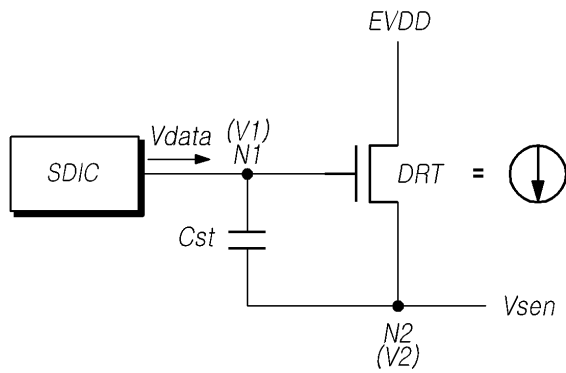 EVDD
Vdata
(V1)
N1
SDIC
DRT =
Cst
Vsen
N2
(V2)